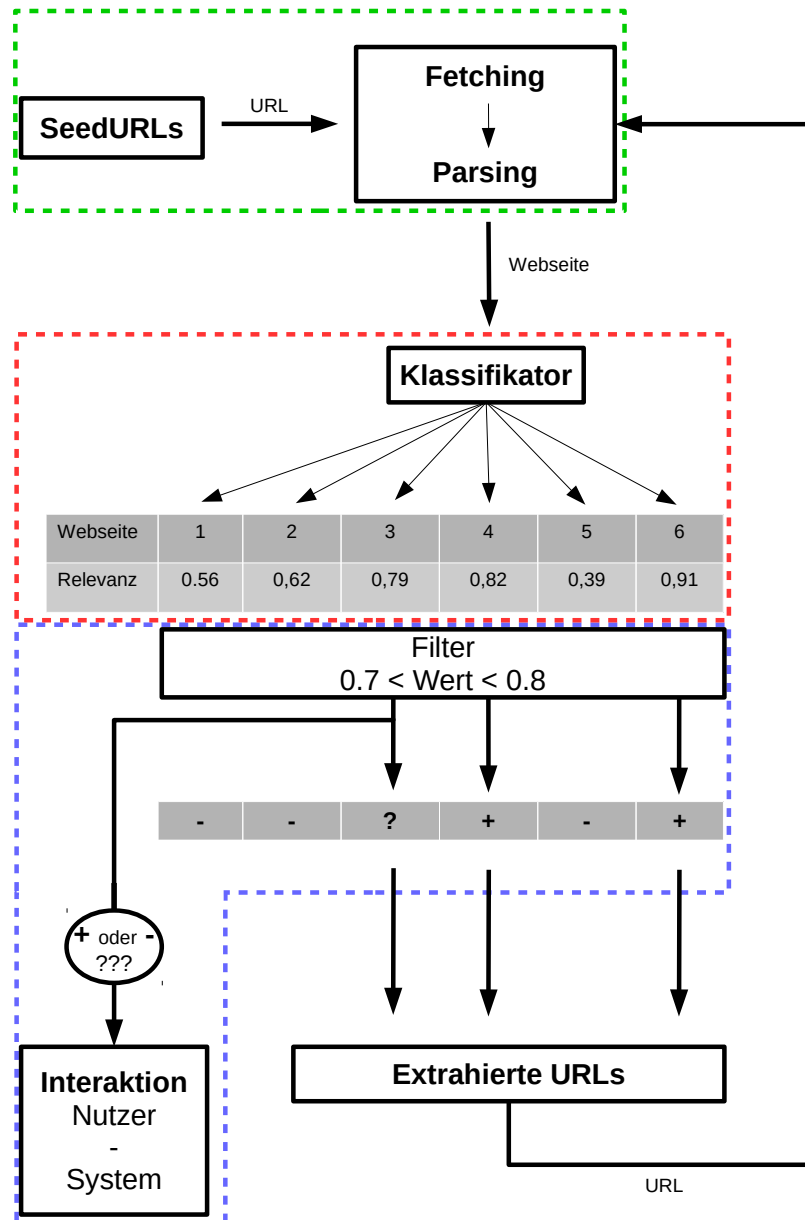 Fetching
URL
SeedURLs
Parsing
Webseite
Klassifikator
Webseite 1 2 3 4 5 6
Relevanz 0.56 0,62 0,79 0,82 0,39 0,91
Filter
0.7 < Wert < 0.8
- - ? + - +
+ oder -
???
Interaktion
Nutzer
-
System
Extrahierte URLs
URL